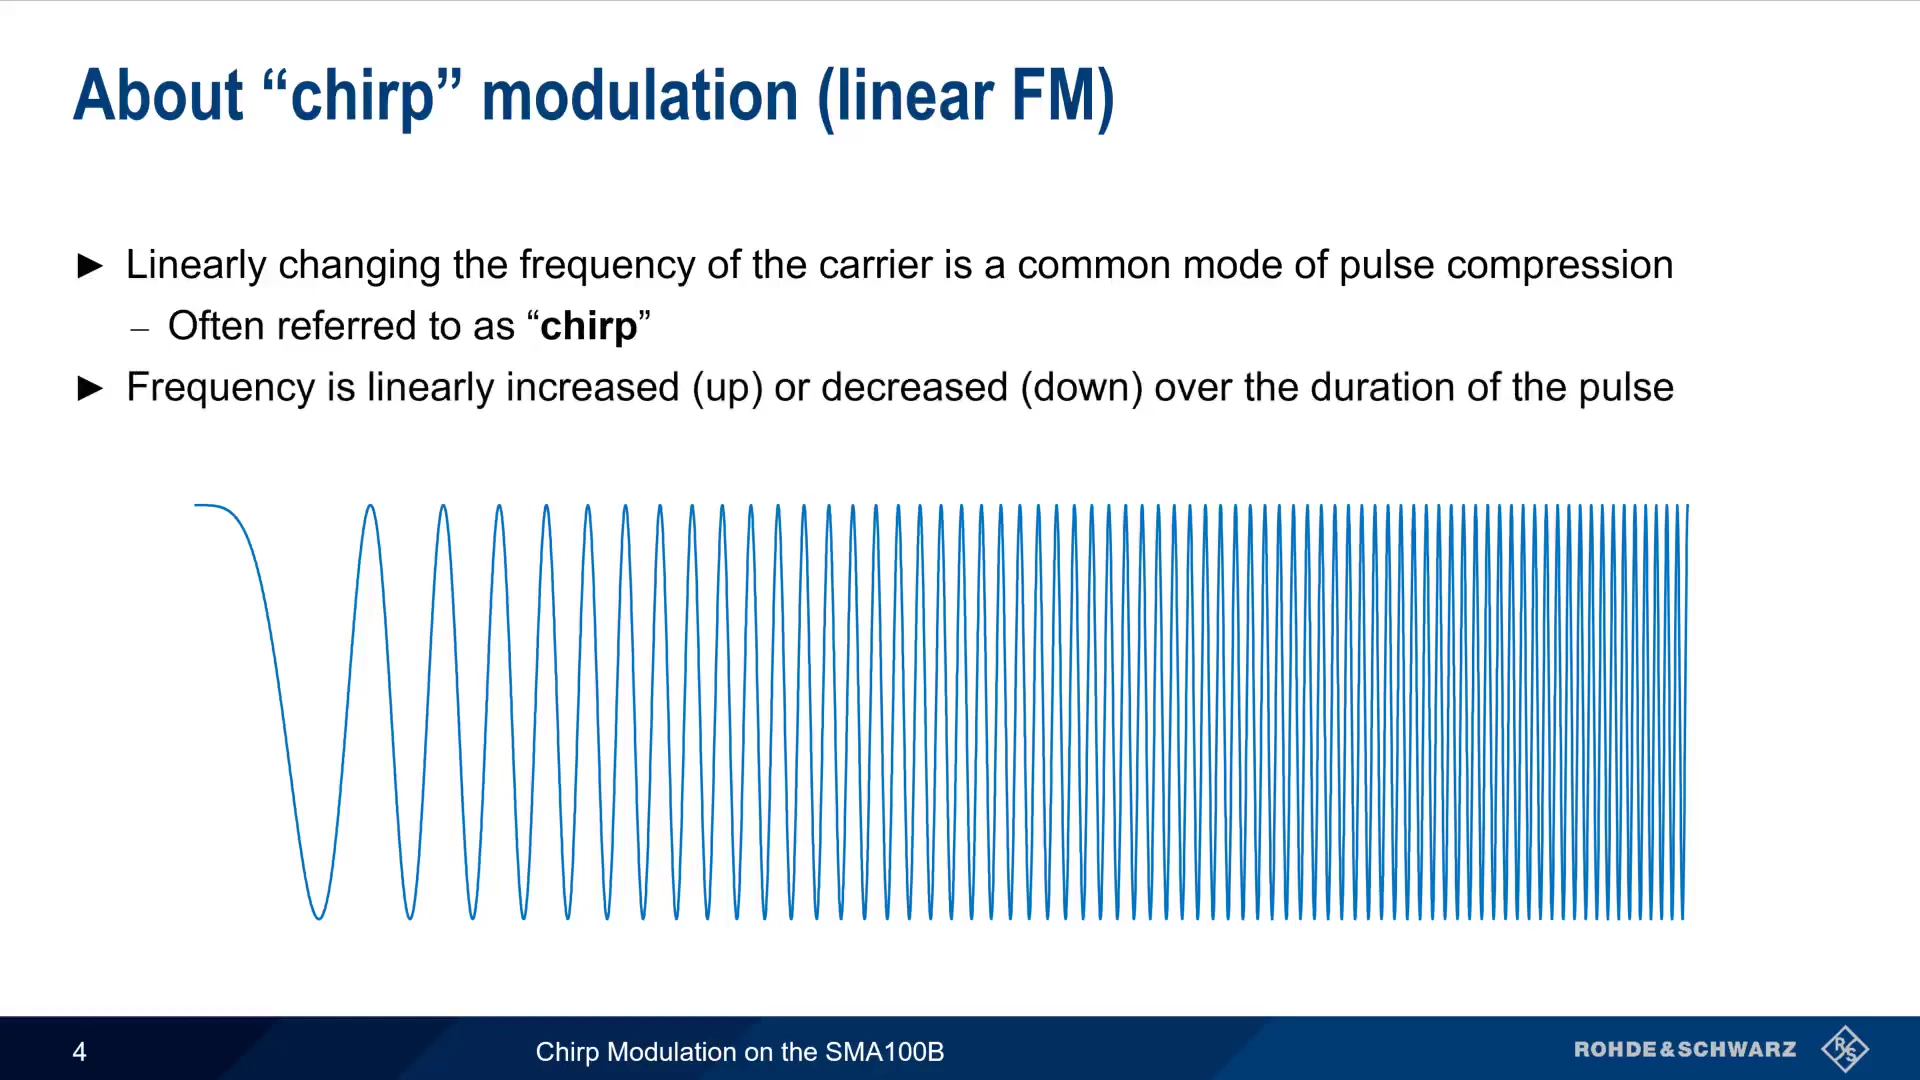 About “chirp” modulation (linear FM)
► Linearly changing the frequency of the carrier is a common mode of pulse compression
– Often referred to as “chirp”
► Frequency is linearly increased (up) or decreased (down) over the duration of the pulse
4
Chirp Modulation on the SMA100B
ROHDE&SCHWARZ
R S